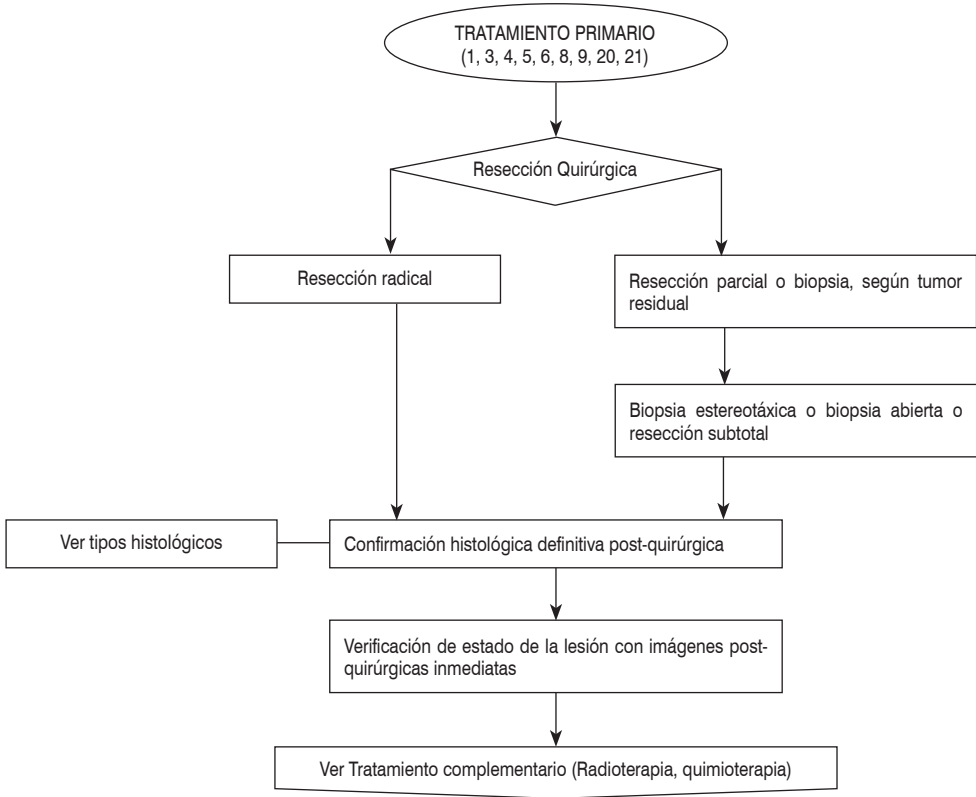 TRATAMIENTO PRIMARIO
(1, 3, 4, 5, 6, 8, 9, 20, 21)
Resección Quirúrgica
Resección radical
Resección parcial o biopsia, según tumor
residual
Biopsia estereotáxica o biopsia abierta o
resección subtotal
Ver tipos histológicos
Confirmación histológica definitiva post-quirúrgica
Verificación de estado de la lesión con imágenes post-
quirúrgicas inmediatas
Ver Tratamiento complementario (Radioterapia, quimioterapia)